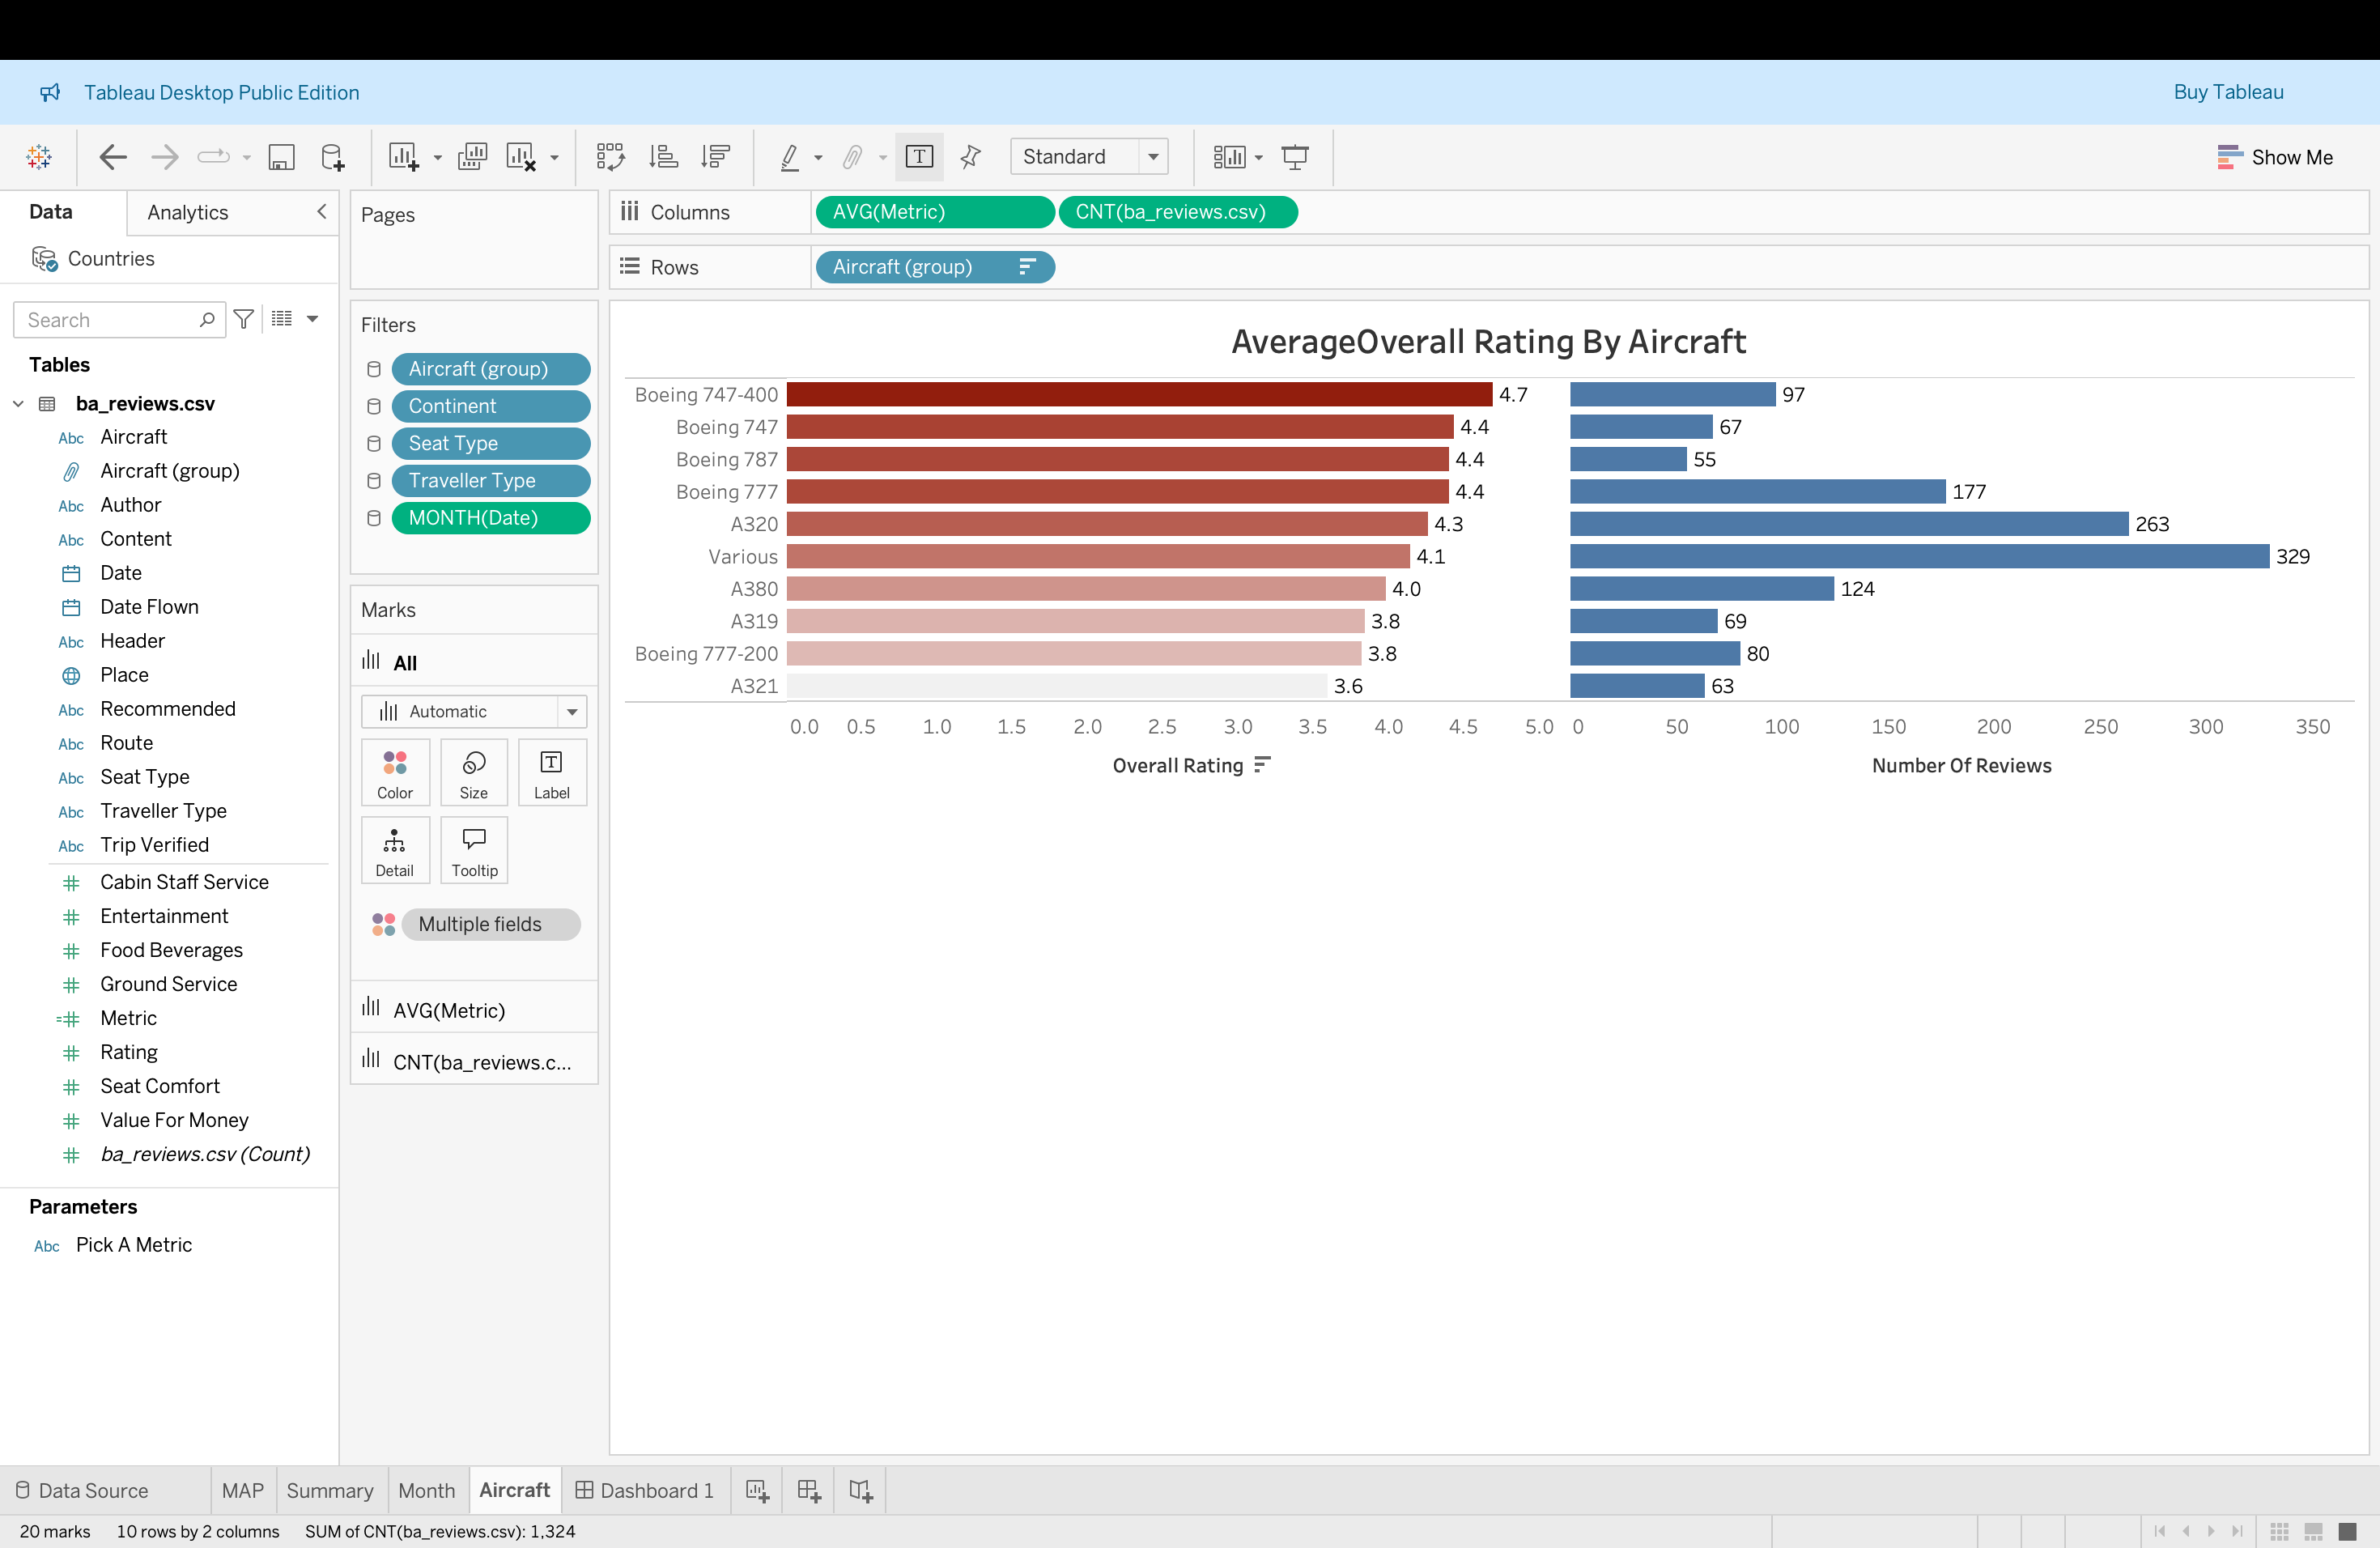 Tableau Desktop Public Edition
Buy Tableau
Standard
Show Me
Data
Analytics
Countries
Search
Tables
ba_reviews.csv
Abc Aircraft
Aircraft (group)
Abc Author
Abc Content
Date
Date Flown
Abc Header
Place
Abc Recommended
Abc Route
Abc Seat Type
Abc Traveller Type
Abc Trip Verified
# Cabin Staff Service
# Entertainment
# Food Beverages
# Ground Service
=# Metric
# Rating
# Seat Comfort
# Value For Money
# ba_reviews.csv (Count)
Parameters
Abc Pick A Metric
Pages
Filters
Aircraft (group)
Continent
Seat Type
Traveller Type
MONTH(Date)
Marks
All
Automatic
Color Size Label
Detail Tooltip
Multiple fields
AVG(Metric)
CNT(ba_reviews.c...
Columns AVG(Metric) CNT(ba_reviews.csv)
Rows Aircraft (group)
AverageOverall Rating By Aircraft
Boeing 747-400 4.7 97
Boeing 747 4.4 67
Boeing 787 4.4 55
Boeing 777 4.4 177
A320 4.3 263
Various 4.1 329
A380 4.0 124
A319 3.8 69
Boeing 777-200 3.8 80
A321 3.6 63
0.0 0.5 1.0 1.5 2.0 2.5 3.0 3.5 4.0 4.5 5.0 0 50 100 150 200 250 300 350
Overall Rating Number Of Reviews
Data Source MAP Summary Month Aircraft Dashboard 1
20 marks 10 rows by 2 columns SUM of CNT(ba_reviews.csv): 1,324